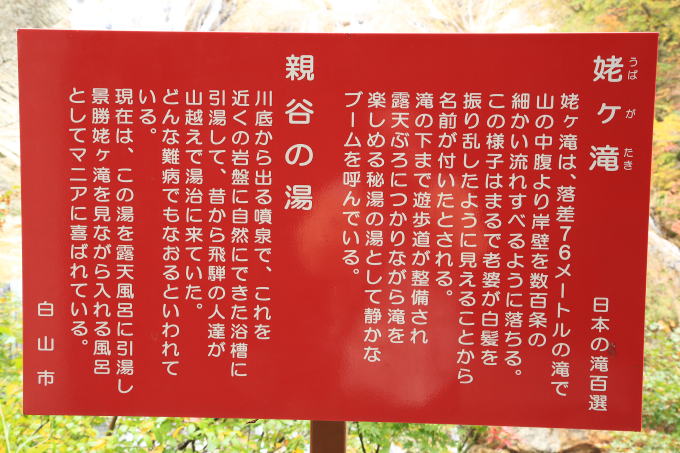 姥ヶ滝
うば が たき
日本の滝百選
姥ヶ滝は、落差76メートルの滝で
山の中腹より岸壁を数百条の
細かい流れすべるように落ちる。
この様子はまるで老婆が白髪を
振り乱したように見えることから
名前が付いたとされる。
滝の下まで遊歩道が整備され
露天ぶろにつかりながら滝を
楽しめる秘湯の湯として静かな
ブームを呼んでいる。
親谷の湯
川底から出る噴泉で、これを
近くの岩盤に自然にできた浴槽に
引湯して、昔から飛騨の人達が
山越えで湯治に来ていた。
どんな難病でもなおるといわれて
いる。
現在は、この湯を露天風呂に引湯し
景勝姥ヶ滝を見ながら入れる風呂
としてマニアに喜ばれている。
白山市